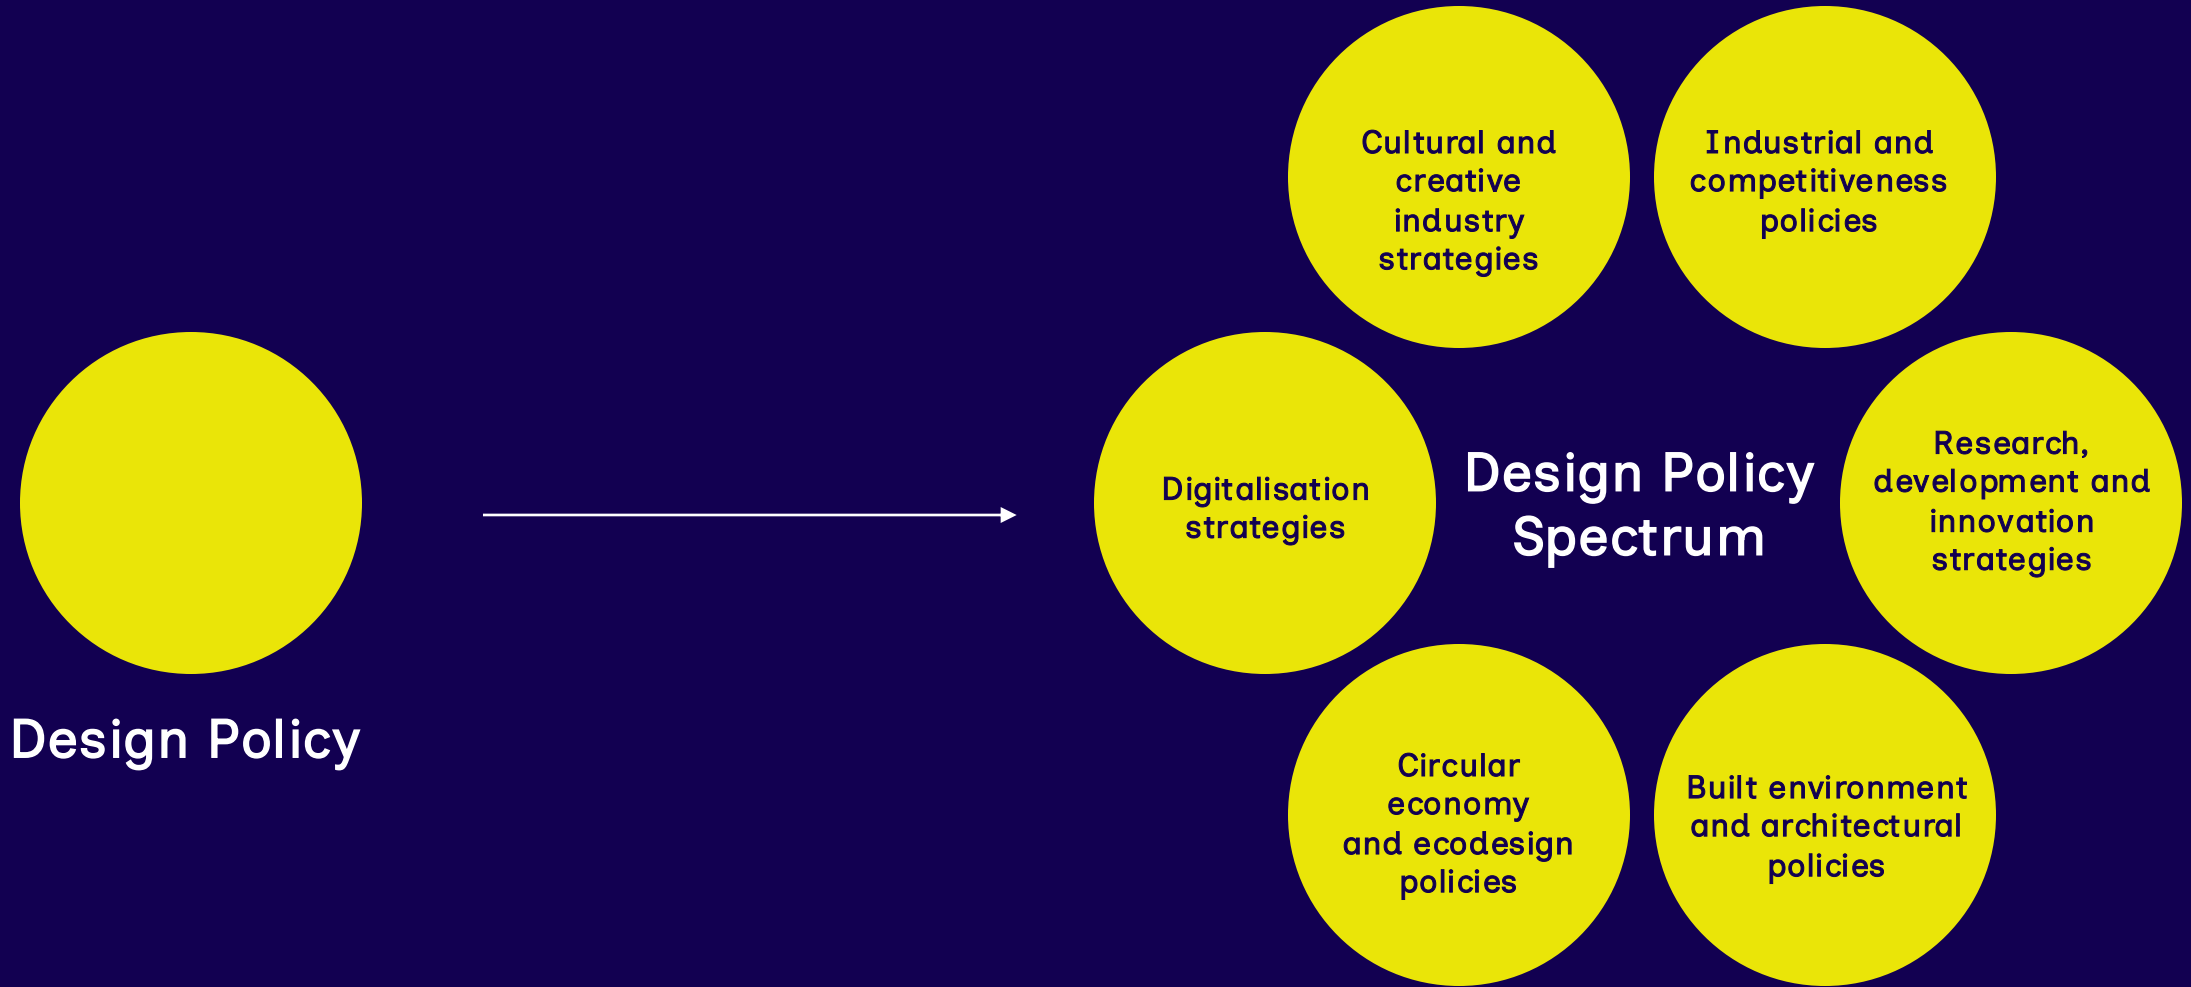 Design Policy
Cultural and
creative
industry
strategies
Industrial and
competitiveness
policies
Digitalisation
strategies
Design Policy
Spectrum
Research,
development and
innovation
strategies
Circular
economy
and ecodesign
policies
Built environment
and architectural
policies